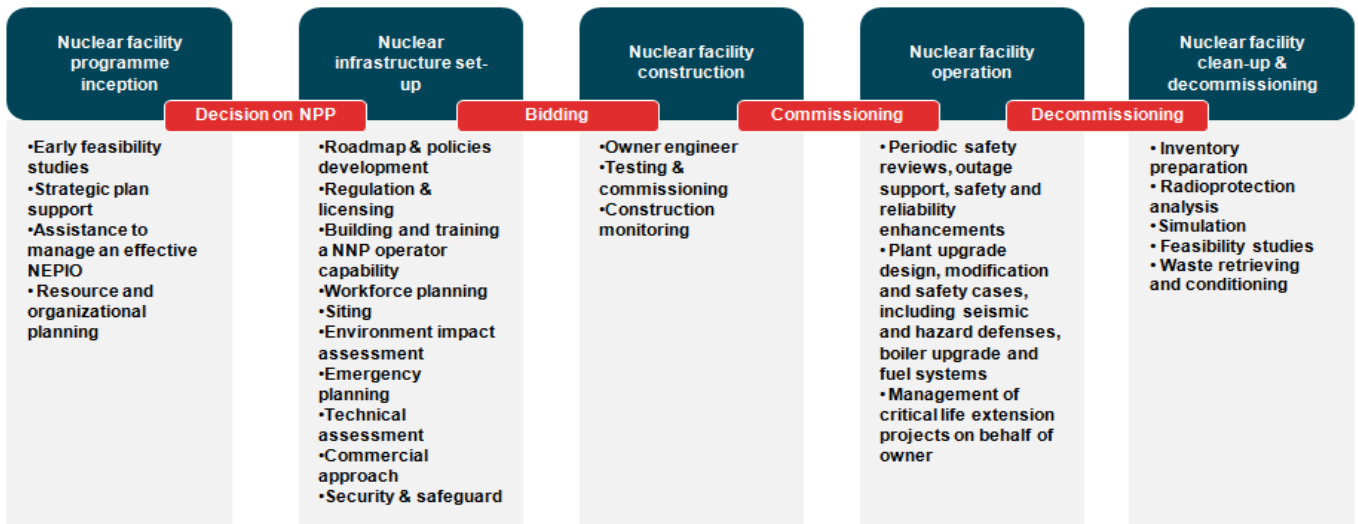 Nuclear facility
programme
inception
Nuclear
infrastructure set-
up
Nuclear facility
construction
Nuclear facility
operation
Nuclear facility
clean-up &
decommissioning
Decision on NPP
Bidding
Commissioning
Decommissioning
•Early feasibility
studies
•Strategic plan
support
•Assistance to
manage an effective
NEPIO
• Resource and
organizational
planning
•Roadmap & policies
development
•Regulation &
licensing
•Building and training
a NNP operator
capability
•Workforce planning
•Siting
•Environment impact
assessment
•Emergency
planning
•Technical
assessment
•Commercial
approach
•Security & safeguard
•Owner engineer
•Testing &
commissioning
•Construction
monitoring
• Periodic safety
reviews, outage
support, safety and
reliability
enhancements
• Plant upgrade
design, modification
and safety cases,
including seismic
and hazard defenses,
boiler upgrade and
fuel systems
• Management of
critical life extension
projects on behalf of
owner
• Inventory
preparation
• Radioprotection
analysis
•Simulation
• Feasibility studies
• Waste retrieving
and conditioning